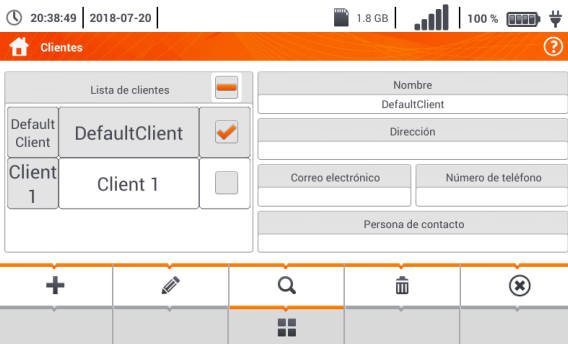 20:38:49 2018-07-20 1.8 GB 100 %
Clientes ?
Lista de clientes
Default
Client
DefaultClient
Client
1
Client 1
Nombre
DefaultClient
Dirección
Correo electrónico Número de teléfono
Persona de contacto